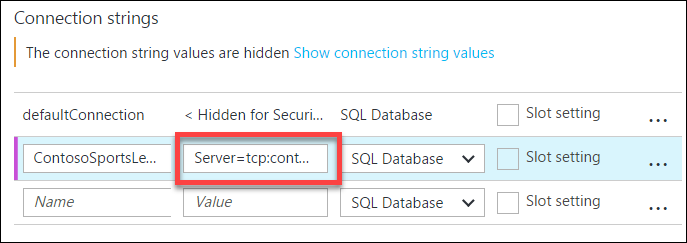 Connection strings
The connection string values are hidden Show connection string values
defaultConnection < Hidden for Securi... SQL Database Slot setting ...
ContosoSportsLe... Server=tcp:cont... SQL Database Slot setting ...
Name Value SQL Database Slot setting ...